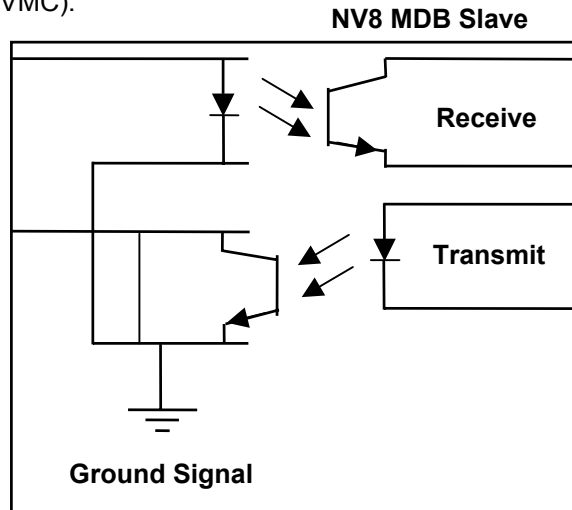 VMC).
NV8 MDB Slave
Receive
Transmit
Ground Signal